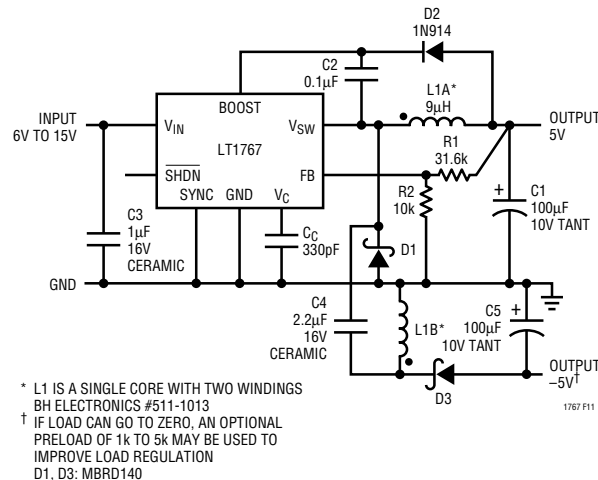 D2
1N914
C2
0.1µF
L1A*
9µH
INPUT
6V TO 15V
BOOST
VIN
VSW
LT1767
OUTPUT
5V
R1
31.6k
SHDN
FB
SYNC
GND
VC
R2
10k
C1
100µF
10V TANT
+
C3
1µF
16V
CERAMIC
CC
330pF
D1
GND
C4
2.2µF
16V
CERAMIC
L1B*
C5
100µF
10V TANT
+
D3
OUTPUT
–5V†
1767 F11
* L1 IS A SINGLE CORE WITH TWO WINDINGS
BH ELECTRONICS #511-1013
† IF LOAD CAN GO TO ZERO, AN OPTIONAL
PRELOAD OF 1k TO 5k MAY BE USED TO
IMPROVE LOAD REGULATION
D1, D3: MBRD140